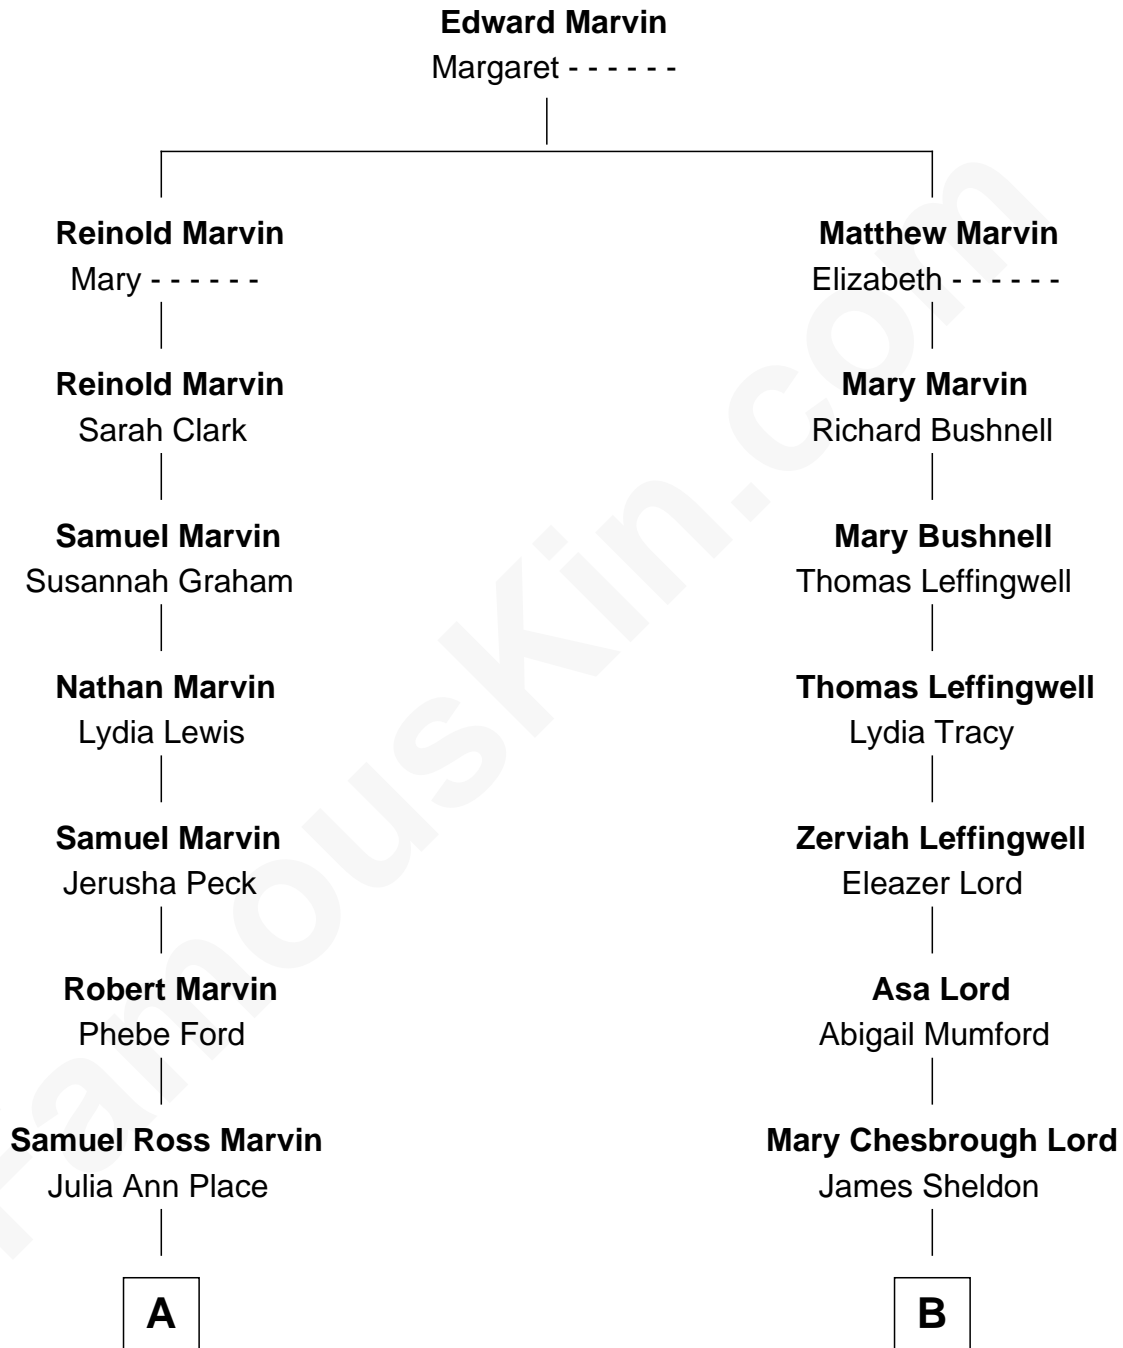 Edward Marvin
Margaret - - - - - -
Reinold Marvin
Mary - - - - - -
Matthew Marvin
Elizabeth - - - - - -
Reinold Marvin
Sarah Clark
Mary Marvin
Richard Bushnell
Samuel Marvin
Susannah Graham
Mary Bushnell
Thomas Leffingwell
Nathan Marvin
Lydia Lewis
Thomas Leffingwell
Lydia Tracy
Samuel Marvin
Jerusha Peck
Zerviah Leffingwell
Eleazer Lord
Robert Marvin
Phebe Ford
Asa Lord
Abigail Mumford
Samuel Ross Marvin
Julia Ann Place
Mary Chesbrough Lord
James Sheldon
A
B
FamousKin.com